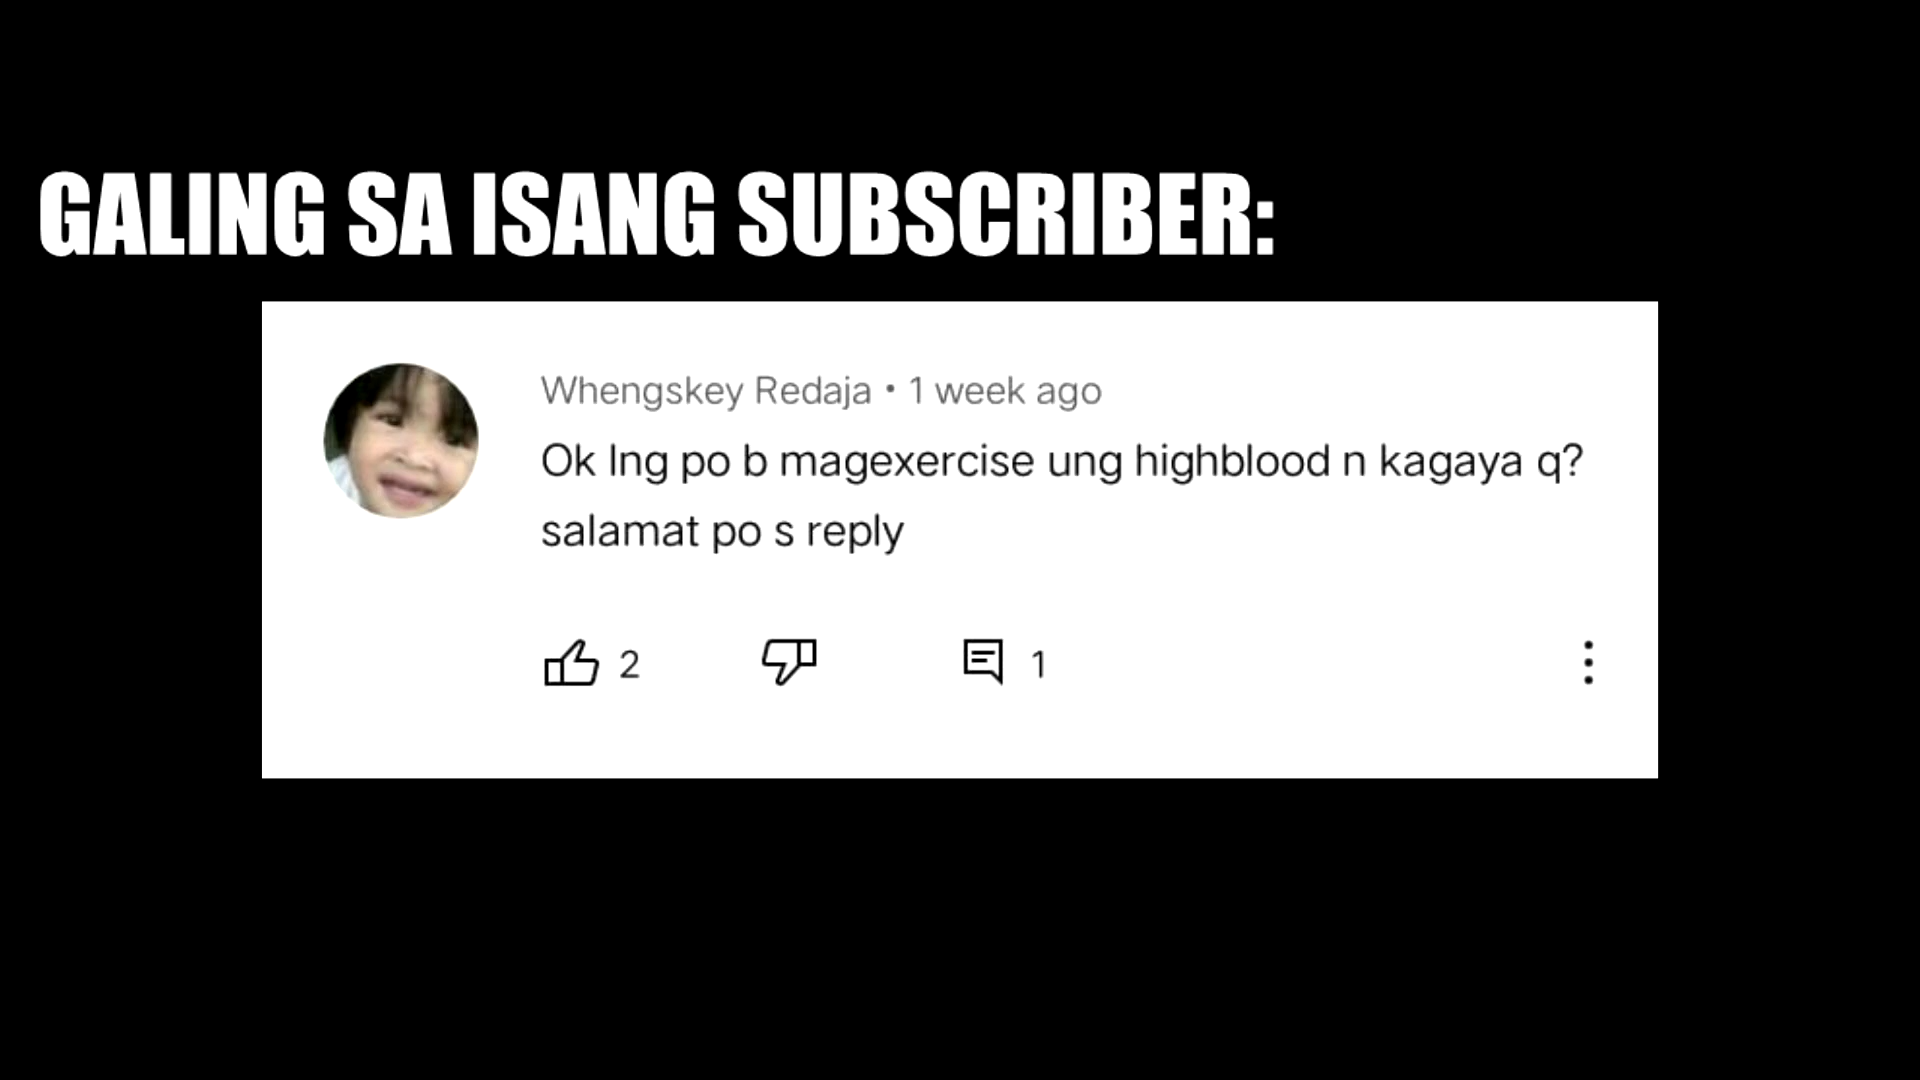 GALING SA ISANG SUBSCRIBER:
Whengskey Redaja • 1 week ago
Ok lng po b magexercise ung highblood n kagaya q?
salamat po s reply
2 1